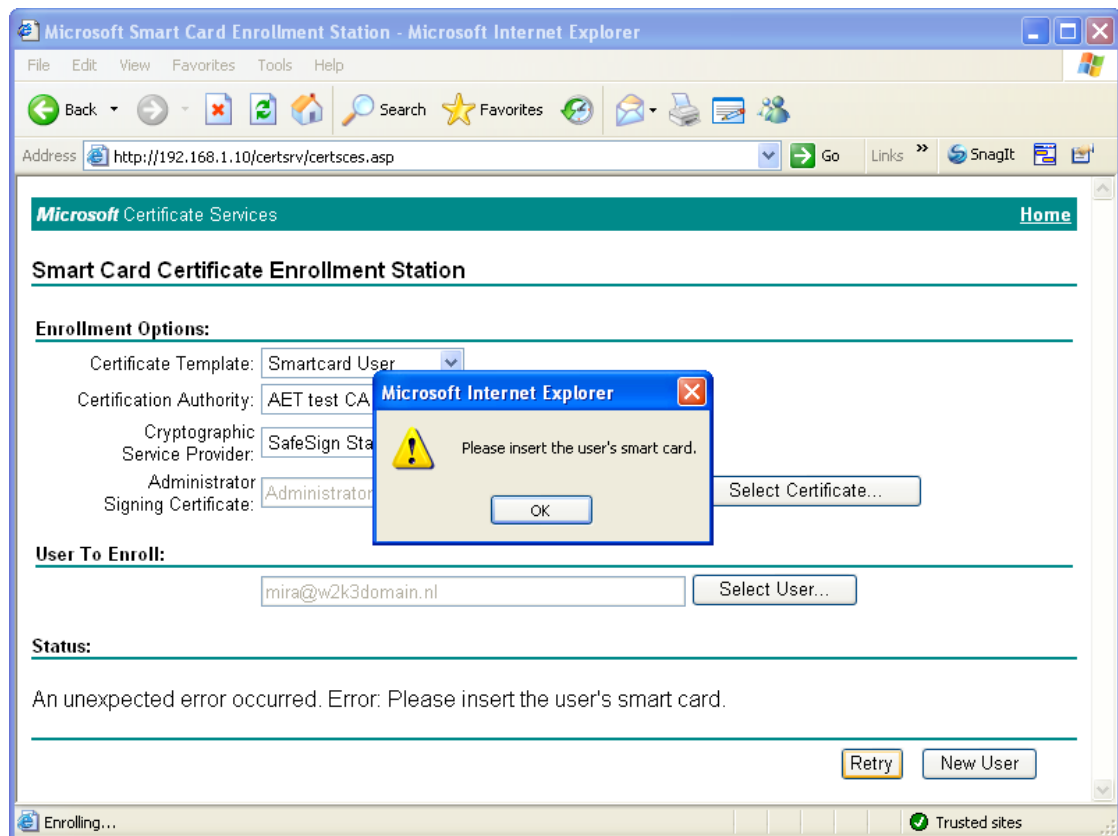 Microsoft Smart Card Enrollment Station - Microsoft Internet Explorer
File Edit View Favorites Tools Help
Back Search Favorites
Address http://192.168.1.10/certsrv/certsces.asp Go Links » SnagIt
Microsoft Certificate Services Home
Smart Card Certificate Enrollment Station
Enrollment Options:
Certificate Template: Smartcard User
Certification Authority: AET test CA
Cryptographic
Service Provider: SafeSign Sta
Administrator
Signing Certificate: Administrator Select Certificate...
Microsoft Internet Explorer
Please insert the user's smart card.
OK
User To Enroll:
mira@w2k3domain.nl Select User...
Status:
An unexpected error occurred. Error: Please insert the user's smart card.
Retry New User
Enrolling... Trusted sites